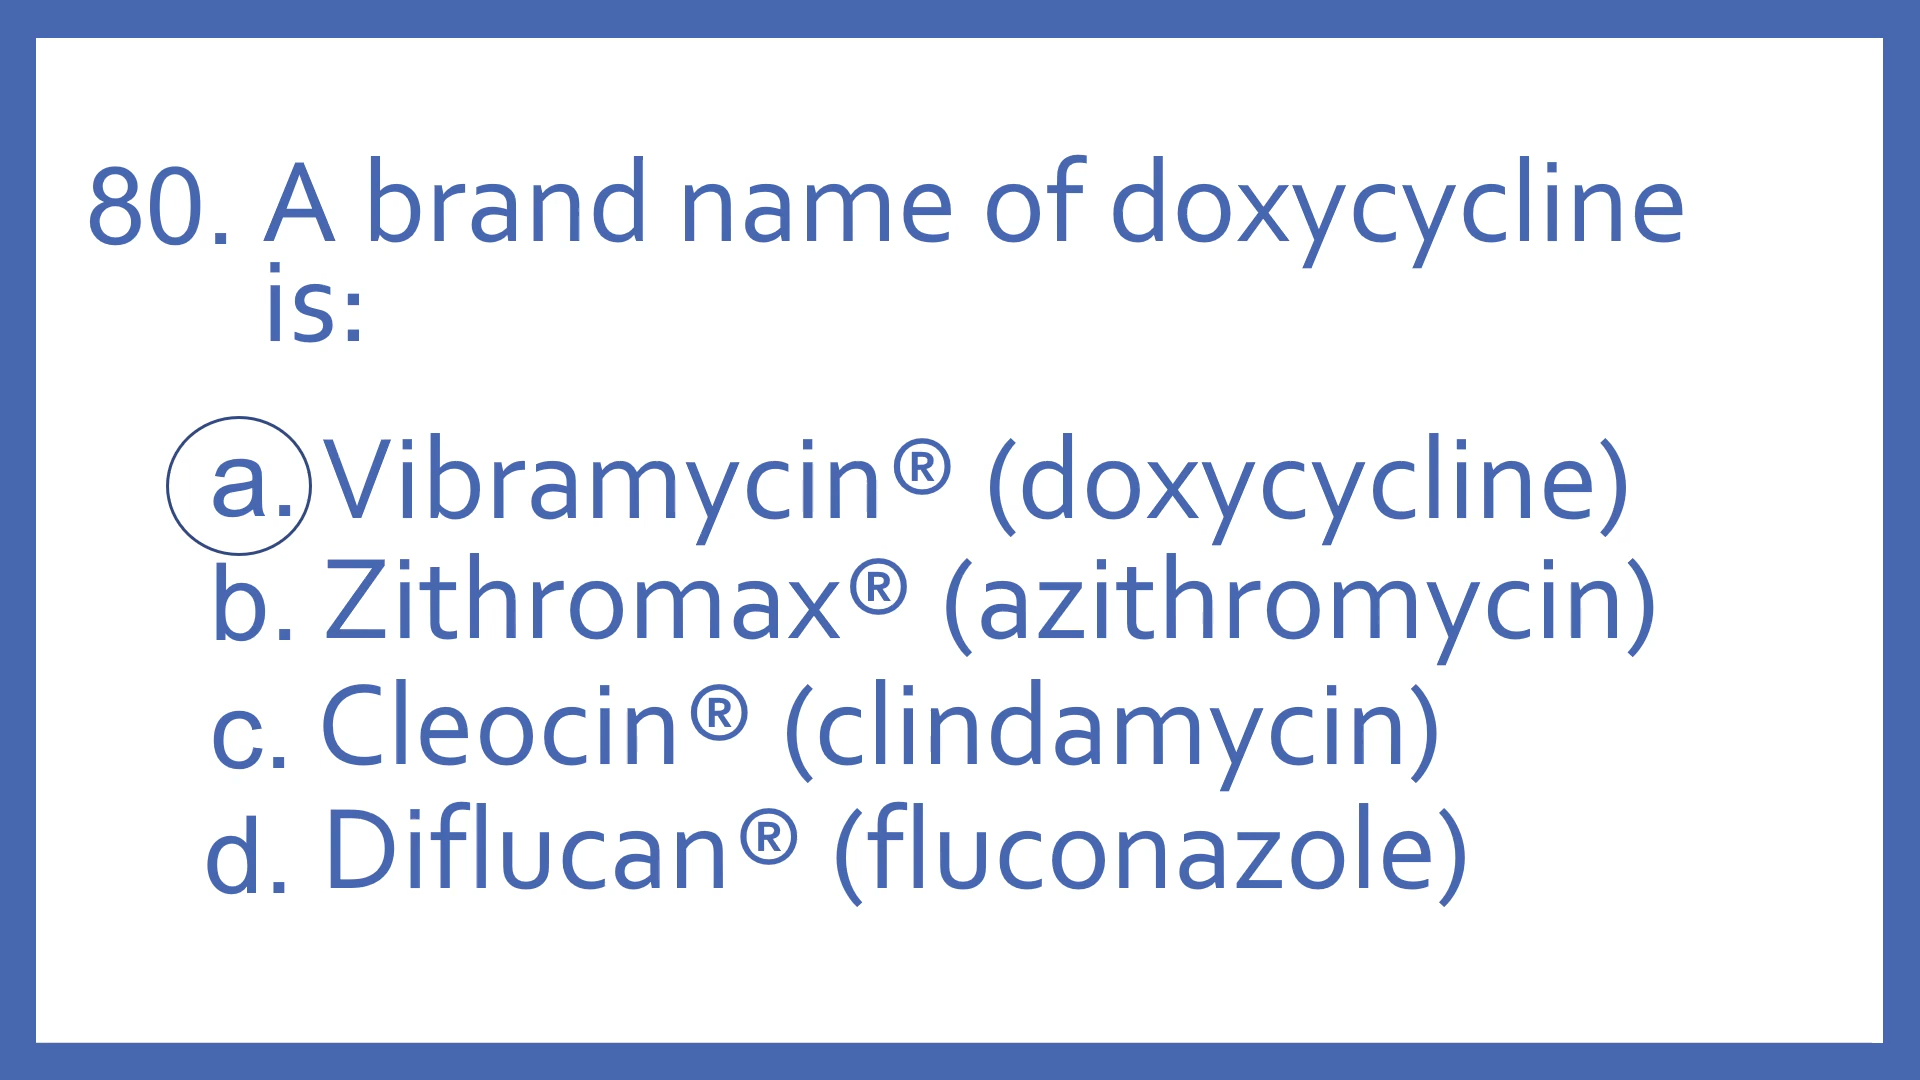 80. A brand name of doxycycline
is:
a. Vibramycin® (doxycycline)
b. Zithromax® (azithromycin)
c. Cleocin® (clindamycin)
d. Diflucan® (fluconazole)